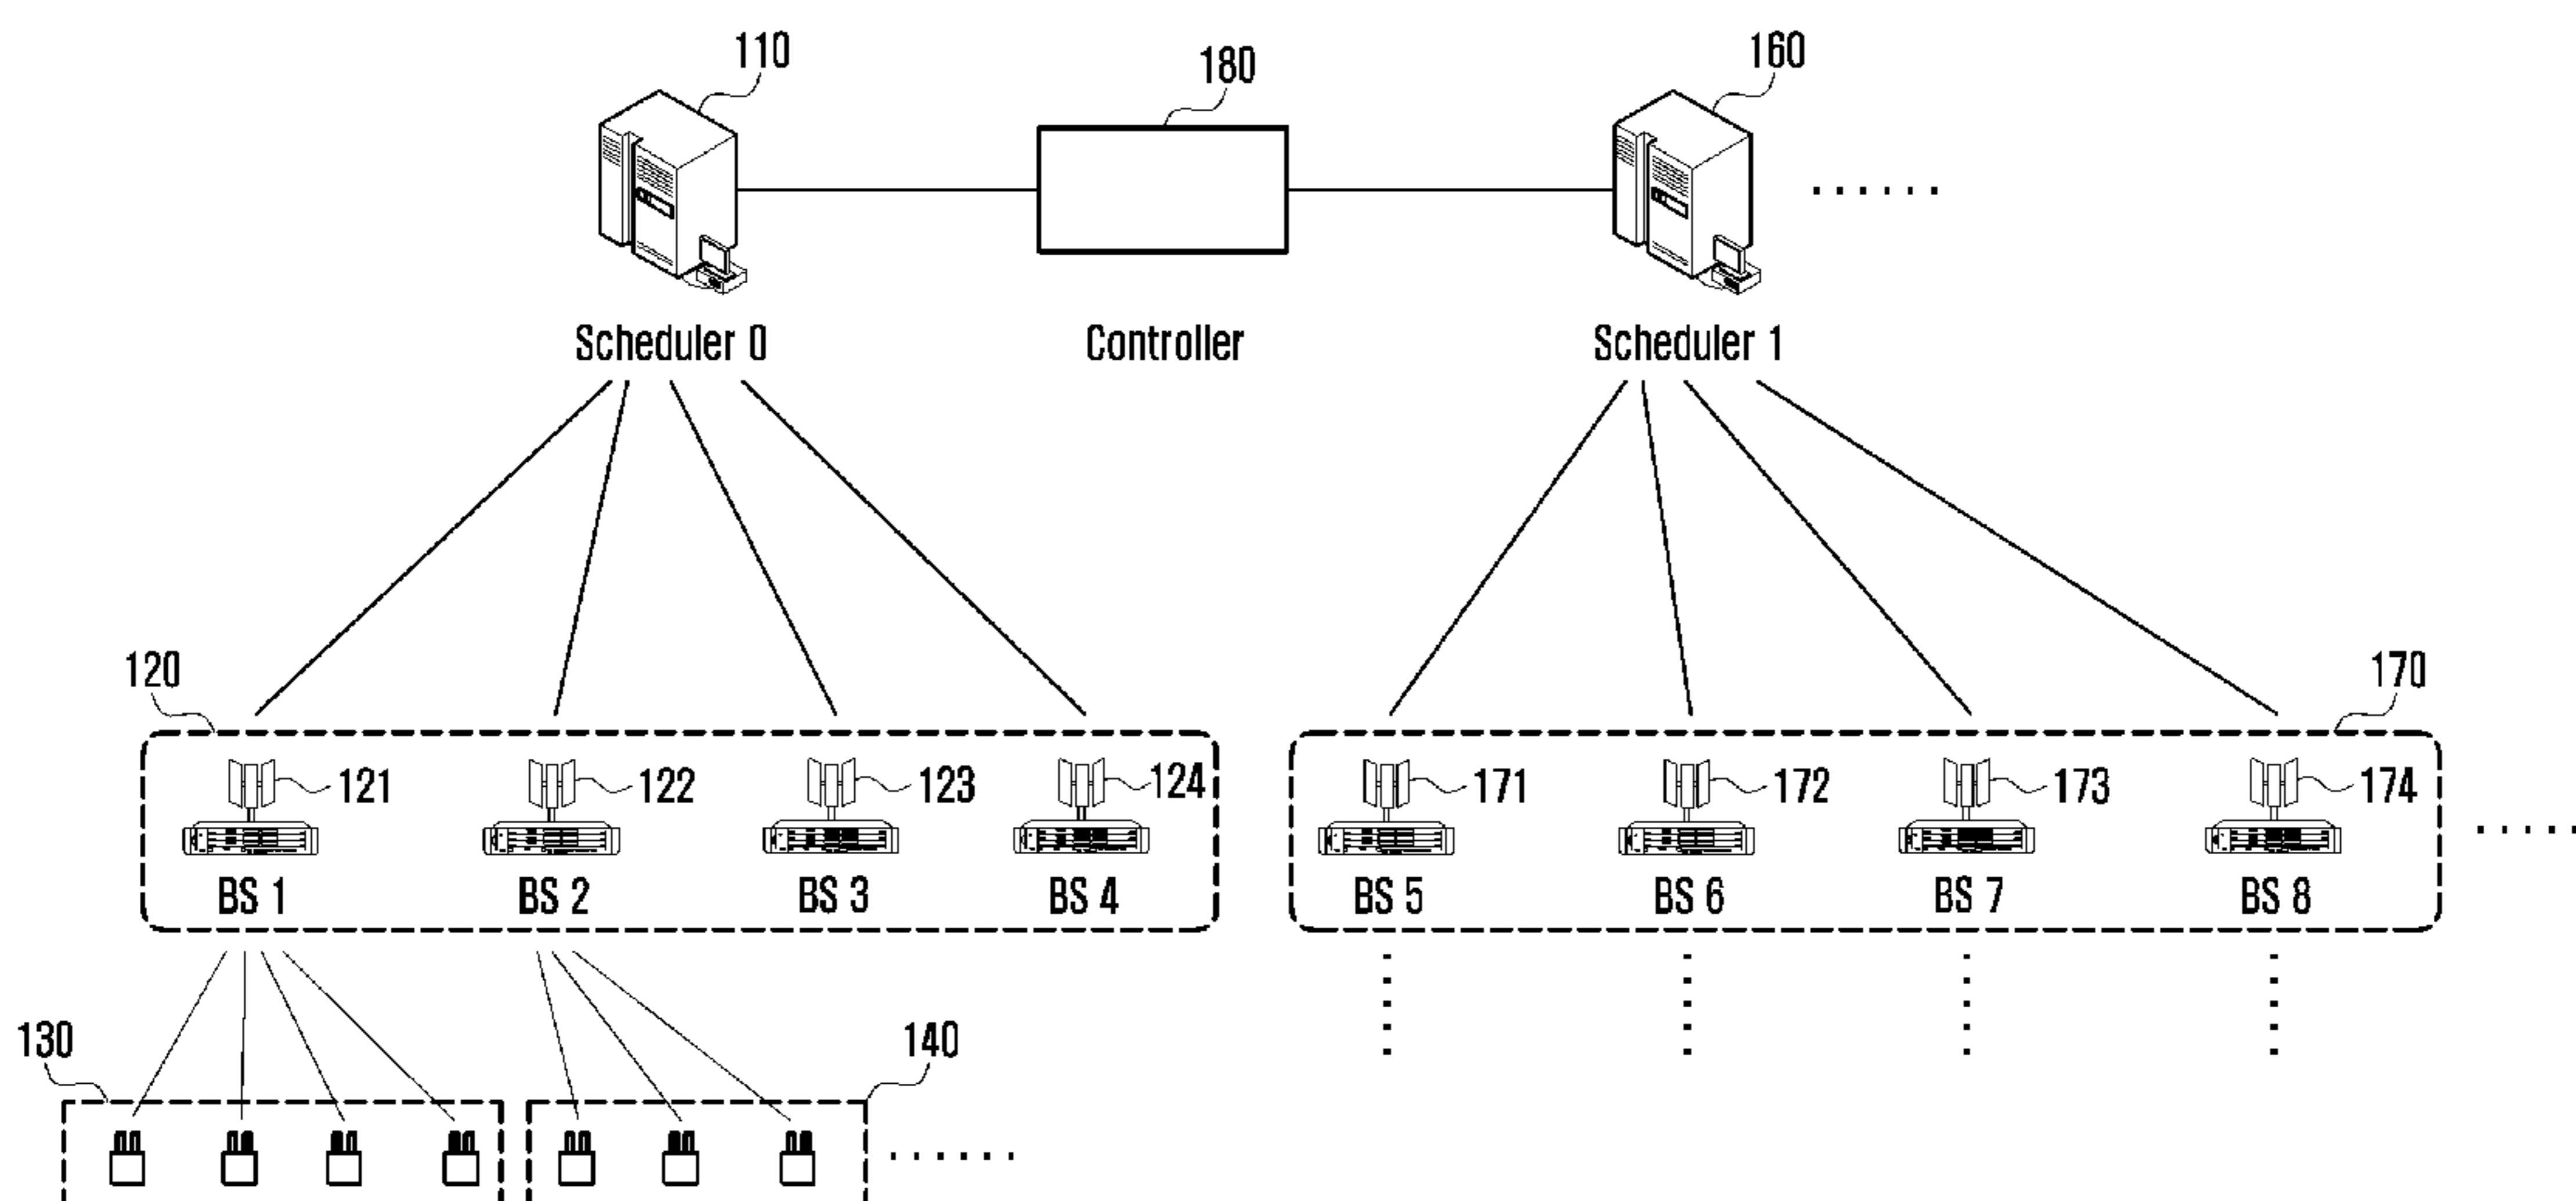 110
180
160
Scheduler 0
Controller
Scheduler 1
120
170
121
122
123
124
171
172
173
174
BS 1
BS 2
BS 3
BS 4
BS 5
BS 6
BS 7
BS 8
130
140